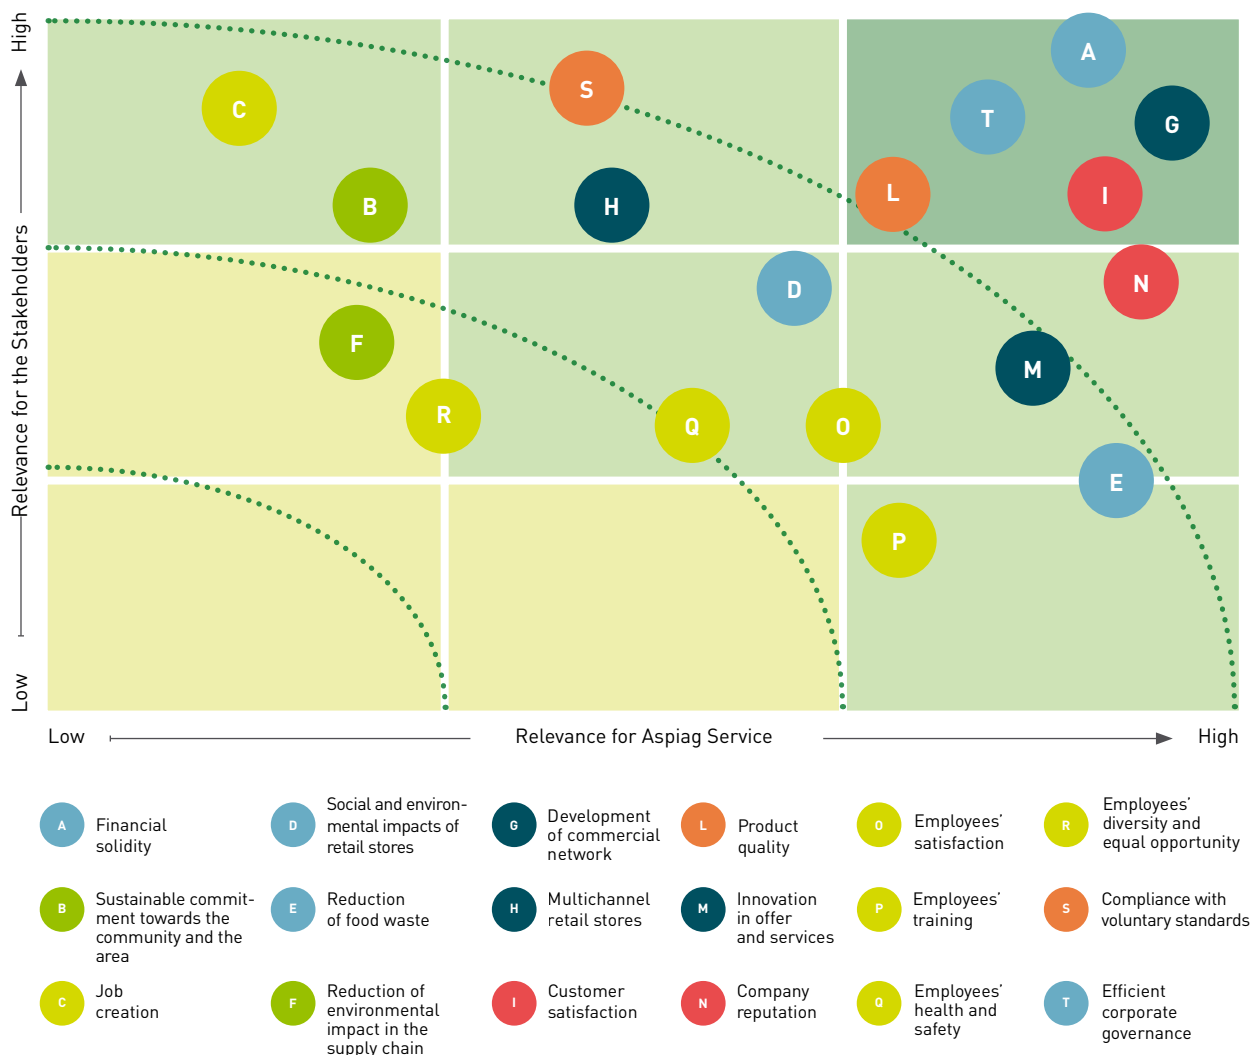 High
Relevance for the Stakeholders
Low
A
C
S
T
G
B
H
L
I
D
N
F
M
R
Q
O
E
P
Low
Relevance for Aspiag Service
High
A
Financial
solidity
D
Social and environ-
mental impacts of
retail stores
G
Development
of commercial
network
L
Product
quality
O
Employees'
satisfaction
R
Employees'
diversity and
equal opportunity
B
Sustainable commit-
ment towards the
community and the
area
E
Reduction
of food waste
H
Multichannel
retail stores
M
Innovation
in offer
and services
P
Employees'
training
S
Compliance with
voluntary standards
C
Job
creation
F
Reduction of
environmental
impact in the
supply chain
I
Customer
satisfaction
N
Company
reputation
Q
Employees'
health and
safety
T
Efficient
corporate
governance